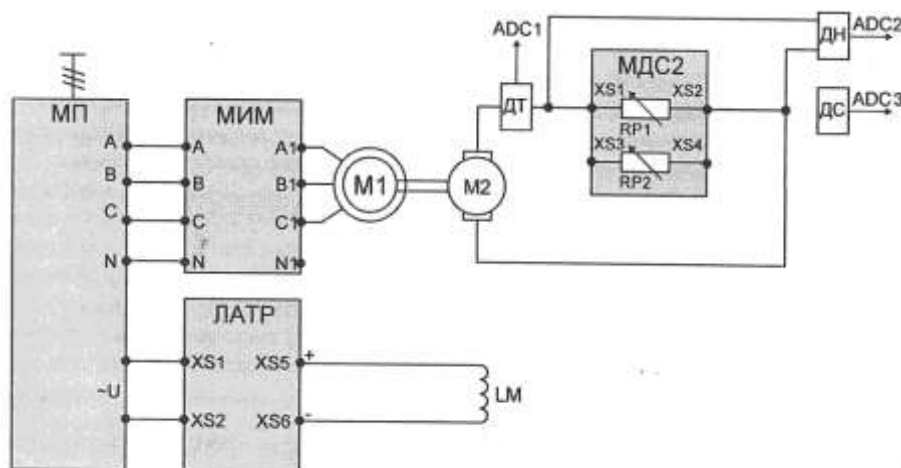 ADC1
ДН
ADC2
МДС2
МП
МИМ
ДТ
XS1
XS2
ДС
ADC3
A
A
A1
RP1
B
B
B1
M1
M2
XS3
XS4
RP2
C
C
C1
N
N
N1
ЛАТР
XS1
XS5
+
~U
LM
XS2
XS6
-